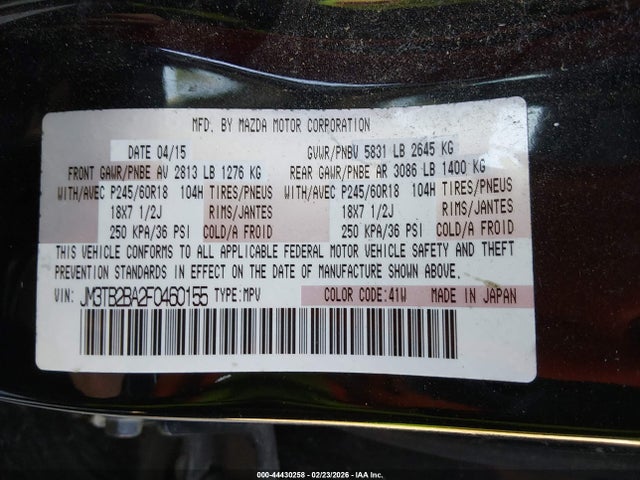 MFD. BY MAZDA MOTOR CORPORATION
DATE 04/15 GVWR/PNBV 5831 LB 2645 KG
FRONT GAWR/PNBE AV 2813 LB 1276 KG REAR GAWR/PNBE AR 3086 LB 1400 KG
WITH/AVEC P245/60R18 104H TIRES/PNEUS WITH/AVEC P245/60R18 104H TIRES/PNEUS
18X7 1/2J RIMS/JANTES 18X7 1/2J RIMS/JANTES
250 KPA/36 PSI COLD/A FROID 250 KPA/36 PSI COLD/A FROID
THIS VEHICLE CONFORMS TO ALL APPLICABLE FEDERAL MOTOR VEHICLE SAFETY AND THEFT
PREVENTION STANDARDS IN EFFECT ON THE DATE OF MANUFACTURE SHOWN ABOVE.
VIN: JM3TB2BA2F0460155 TYPE:MPV COLOR CODE:41W MADE IN JAPAN
000-44430258 - 02/23/2026 - IAA Inc.